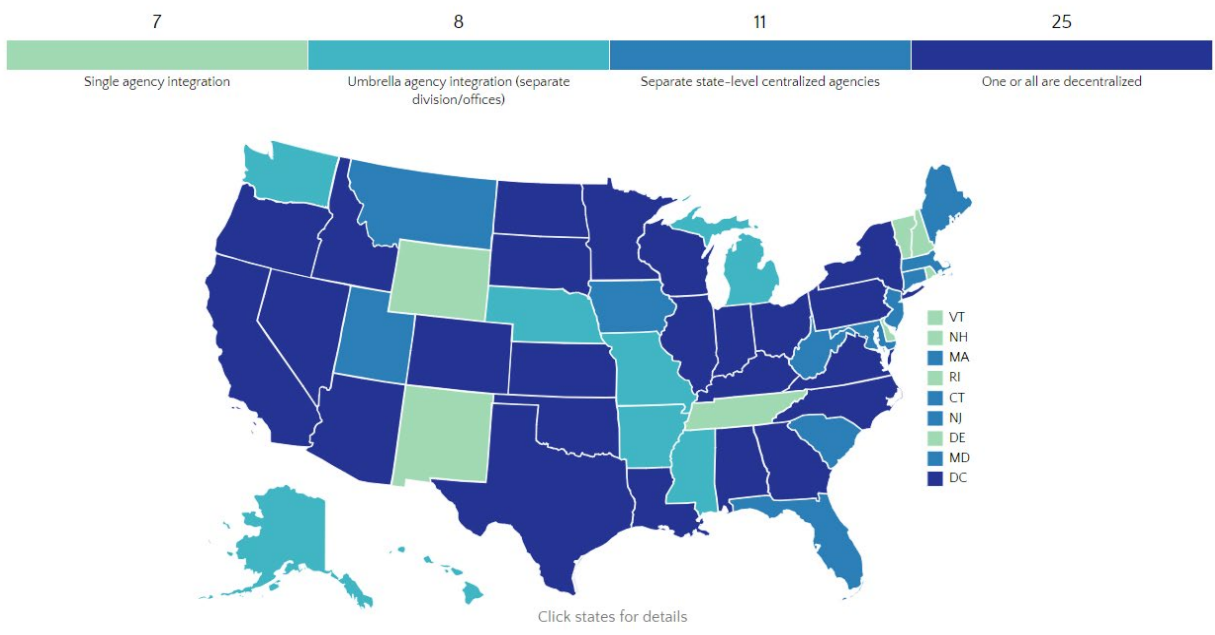 7
8
11
25
Single agency integration
Umbrella agency integration (separate
division/offices)
Separate state-level centralized agencies
One or all are decentralized
VT
NH
MA
RI
CT
NJ
DE
MD
DC
Click states for details